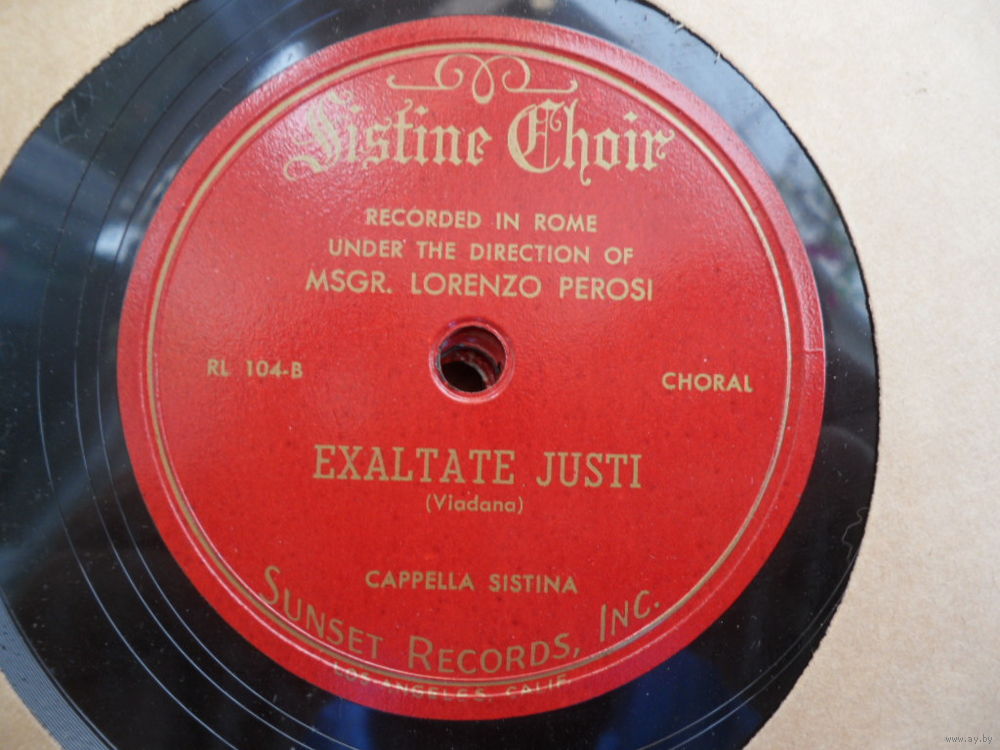 Sistine Choir
RECORDED IN ROME
UNDER THE DIRECTION OF
MSGR. LORENZO PEROSI
RL 104-B
CHORAL
EXALTATE JUSTI
(Viadana)
CAPPELLA SISTINA
SUNSET RECORDS, INC.
LOS ANGELES, CALIF.
www.ay.by